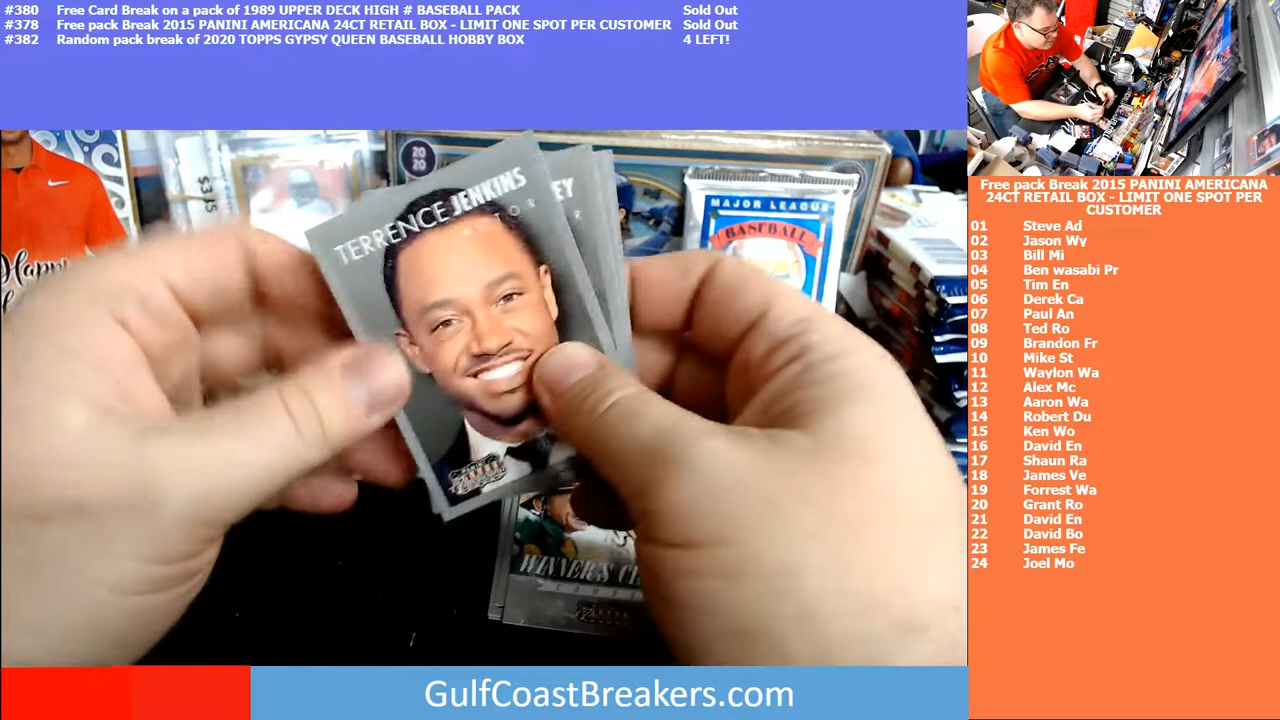 #380 Free Card Break on a pack of 1989 UPPER DECK HIGH # BASEBALL PACK Sold Out
#378 Free pack Break 2015 PANINI AMERICANA 24CT RETAIL BOX - LIMIT ONE SPOT PER CUSTOMER Sold Out
#382 Random pack break of 2020 TOPPS GYPSY QUEEN BASEBALL HOBBY BOX 4 LEFT!
20
20
$315
TERRENCE JENKINS
EY
TOR
R
MAJOR LEAGUE
BASEBALL
Happy
WINNER'S CI
GulfCoastBreakers.com
Free pack Break 2015 PANINI AMERICANA
24CT RETAIL BOX - LIMIT ONE SPOT PER
CUSTOMER
01 Steve Ad
02 Jason Wy
03 Bill Mi
04 Ben wasabi Pr
05 Tim En
06 Derek Ca
07 Paul An
08 Ted Ro
09 Brandon Fr
10 Mike St
11 Waylon Wa
12 Alex Mc
13 Aaron Wa
14 Robert Du
15 Ken Wo
16 David En
17 Shaun Ra
18 James Ve
19 Forrest Wa
20 Grant Ro
21 David En
22 David Bo
23 James Fe
24 Joel Mo